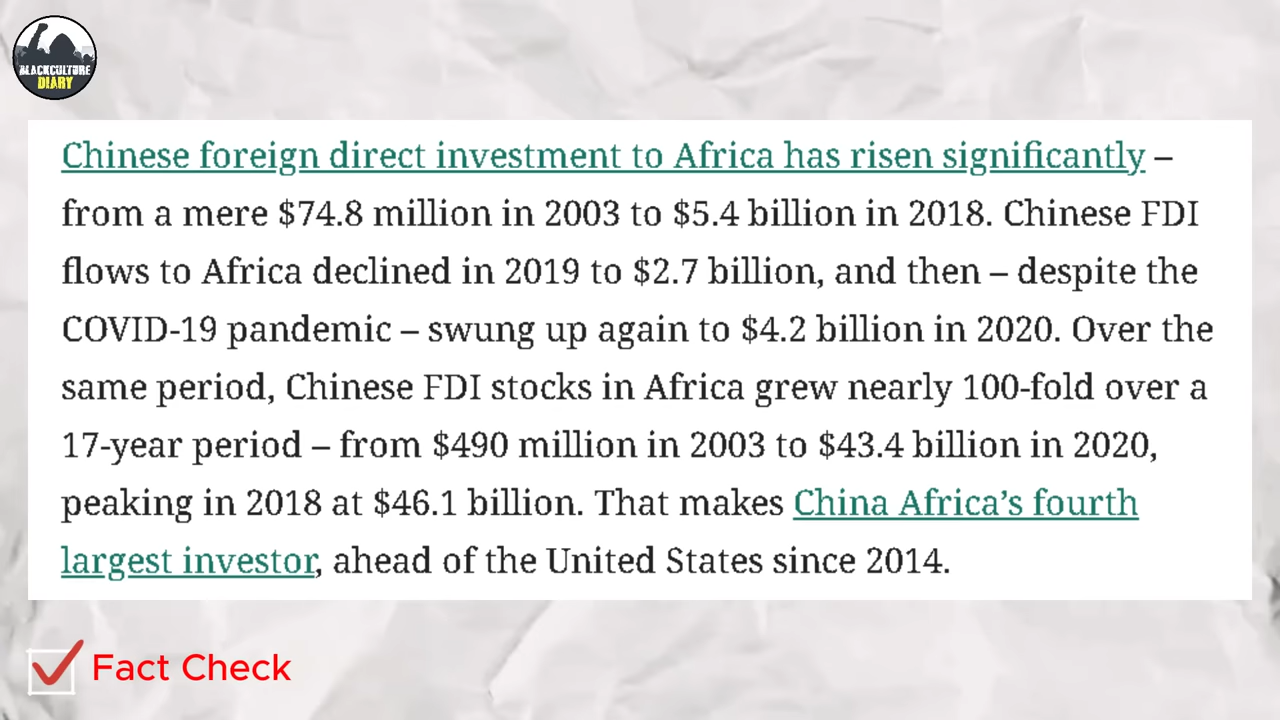 BLACKCULTURE
DIARY
Chinese foreign direct investment to Africa has risen significantly –
from a mere $74.8 million in 2003 to $5.4 billion in 2018. Chinese FDI
flows to Africa declined in 2019 to $2.7 billion, and then – despite the
COVID-19 pandemic – swung up again to $4.2 billion in 2020. Over the
same period, Chinese FDI stocks in Africa grew nearly 100-fold over a
17-year period – from $490 million in 2003 to $43.4 billion in 2020,
peaking in 2018 at $46.1 billion. That makes China Africa’s fourth
largest investor, ahead of the United States since 2014.
Fact Check